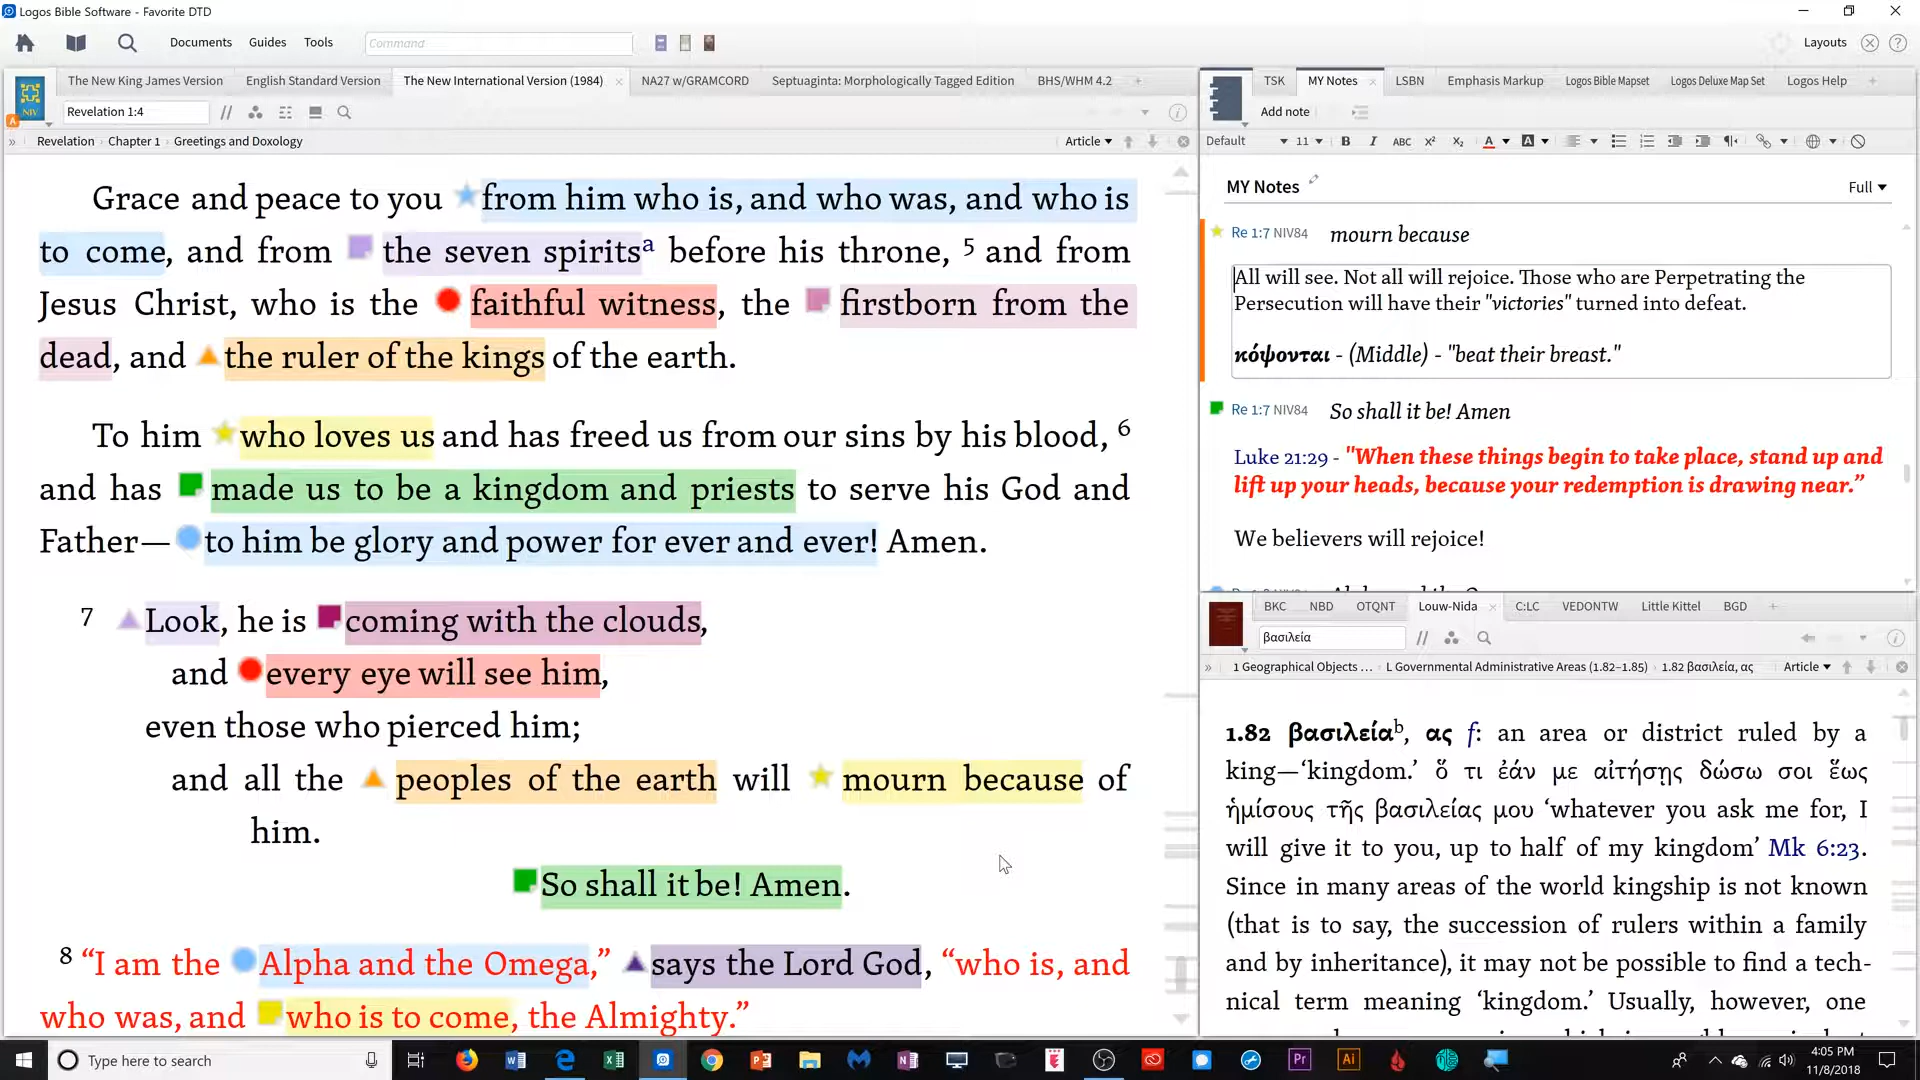 Logos Bible Software - Favorite DTD
Documents Guides Tools Command Layouts
The New King James Version English Standard Version The New International Version (1984) NA27 w/GRAMCORD Septuaginta: Morphologically Tagged Edition BHS/WHM 4.2
NIV
Revelation 1:4
Revelation Chapter 1 Greetings and Doxology Article
Grace and peace to you from him who is, and who was, and who is
to come, and from the seven spiritsᵃ before his throne, ⁵ and from
Jesus Christ, who is the faithful witness, the firstborn from the
dead, and the ruler of the kings of the earth.
To him who loves us and has freed us from our sins by his blood, ⁶
and has made us to be a kingdom and priests to serve his God and
Father—to him be glory and power for ever and ever! Amen.
7 Look, he is coming with the clouds,
and every eye will see him,
even those who pierced him;
and all the peoples of the earth will mourn because of
him.
So shall it be! Amen.
8 “I am the Alpha and the Omega,” says the Lord God, “who is, and
who was, and who is to come, the Almighty.”
TSK MY Notes LSBN Emphasis Markup Logos Bible Mapset Logos Deluxe Map Set Logos Help
Add note
Default 11 B I ABC X² X₂ A A
MY Notes Full
Re 1:7 NIV84 mourn because
All will see. Not all will rejoice. Those who are Perpetrating the
Persecution will have their "victories" turned into defeat.
κόψονται - (Middle) - "beat their breast."
Re 1:7 NIV84 So shall it be! Amen
Luke 21:29 - "When these things begin to take place, stand up and
lift up your heads, because your redemption is drawing near.”
We believers will rejoice!
BKC NBD OTQNT Louw-Nida C:LC VEDONTW Little Kittel BGD
βασιλεία
1 Geographical Objects ... L Governmental Administrative Areas (1.82–1.85) 1.82 βασιλεία, ας Article
1.82 βασιλείαᵇ, ας f: an area or district ruled by a
king—‘kingdom.’ ὅ τι ἐάν με αἰτήσῃς δώσω σοι ἕως
ἡμίσους τῆς βασιλείας μου ‘whatever you ask me for, I
will give it to you, up to half of my kingdom’ Mk 6:23.
Since in many areas of the world kingship is not known
(that is to say, the succession of rulers within a family
and by inheritance), it may not be possible to find a tech-
nical term meaning ‘kingdom.’ Usually, however, one
Type here to search
4:05 PM
11/8/2018